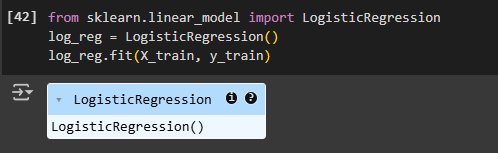 [42] from sklearn.linear_model import LogisticRegression
log_reg = LogisticRegression()
log_reg.fit(X_train, y_train)
LogisticRegression i ?
LogisticRegression()